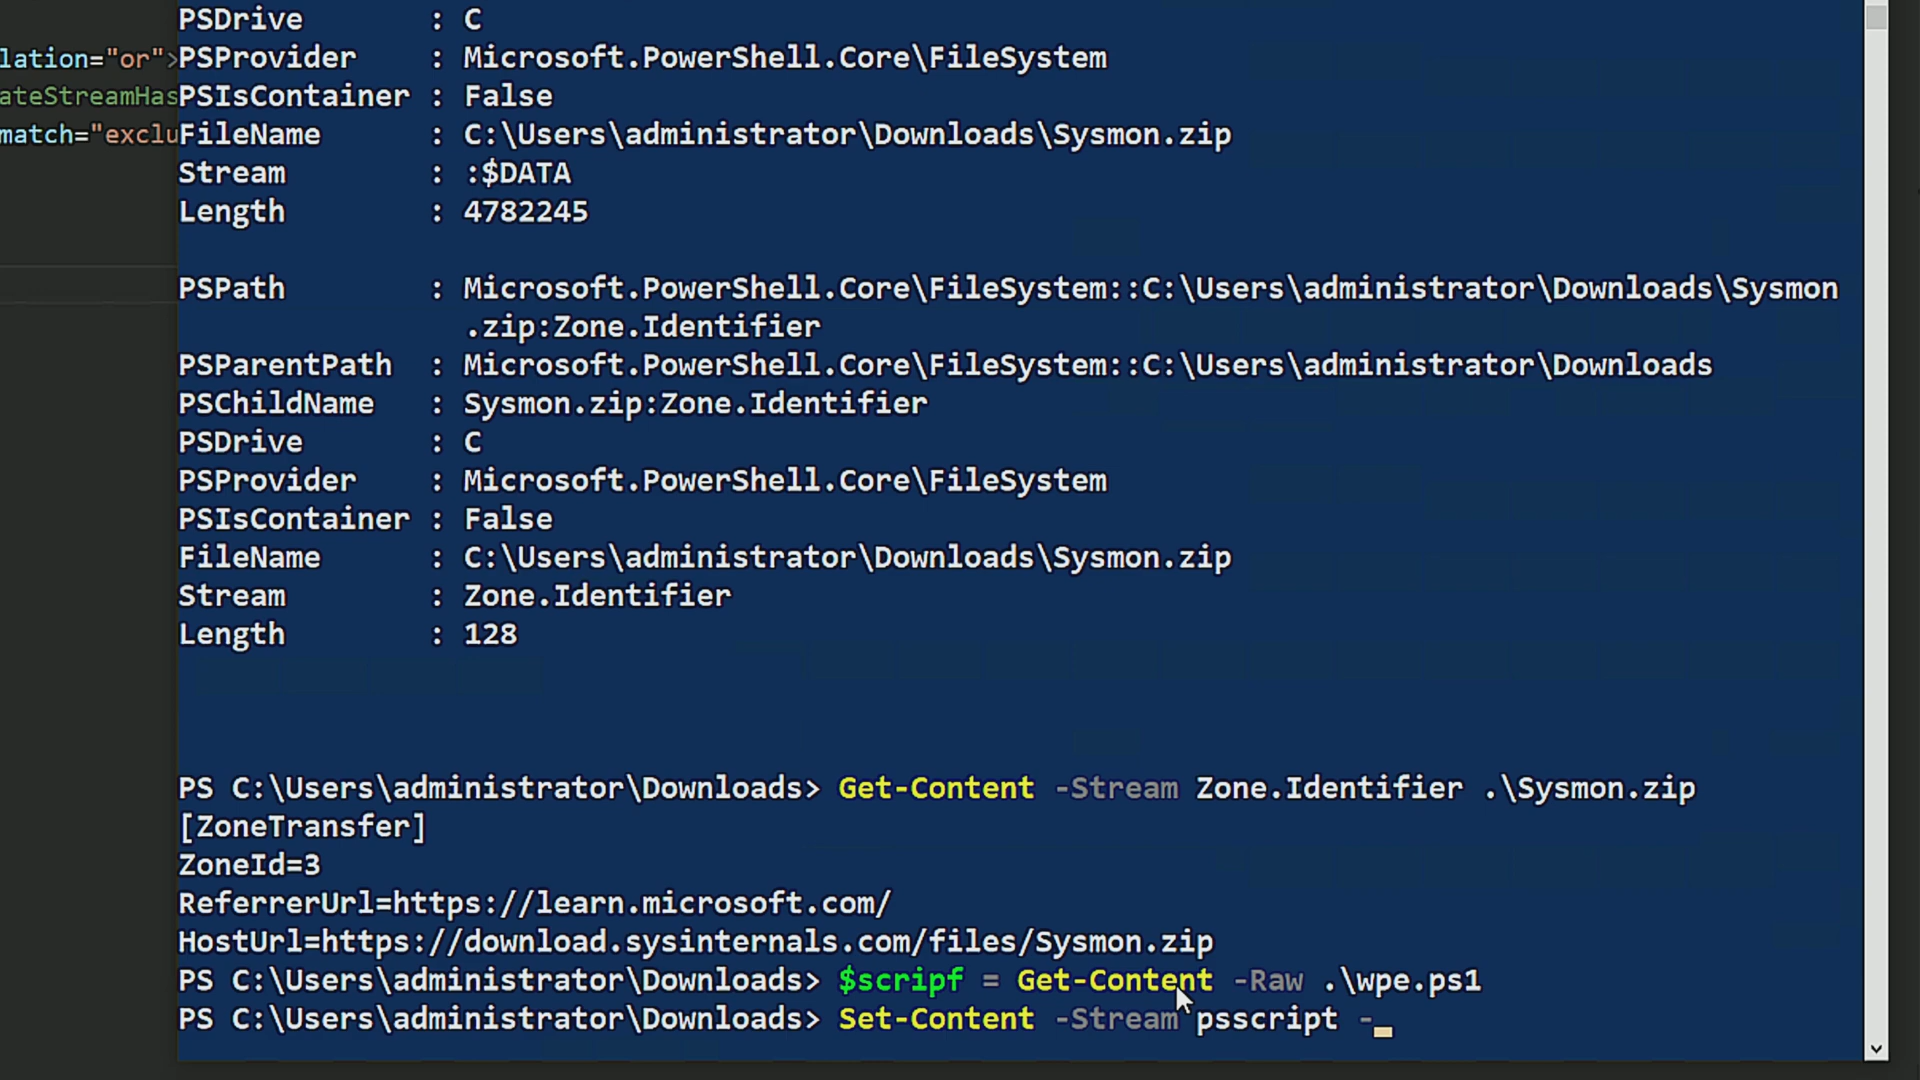 PSDrive : C
lation="or">
PSProvider : Microsoft.PowerShell.Core\FileSystem
ateStreamHas
PSIsContainer : False
match="exclu
FileName : C:\Users\administrator\Downloads\Sysmon.zip
Stream : :$DATA
Length : 4782245
PSPath : Microsoft.PowerShell.Core\FileSystem::C:\Users\administrator\Downloads\Sysmon
.zip:Zone.Identifier
PSParentPath : Microsoft.PowerShell.Core\FileSystem::C:\Users\administrator\Downloads
PSChildName : Sysmon.zip:Zone.Identifier
PSDrive : C
PSProvider : Microsoft.PowerShell.Core\FileSystem
PSIsContainer : False
FileName : C:\Users\administrator\Downloads\Sysmon.zip
Stream : Zone.Identifier
Length : 128
PS C:\Users\administrator\Downloads> Get-Content -Stream Zone.Identifier .\Sysmon.zip
[ZoneTransfer]
ZoneId=3
ReferrerUrl=https://learn.microsoft.com/
HostUrl=https://download.sysinternals.com/files/Sysmon.zip
PS C:\Users\administrator\Downloads> $scripf = Get-Content -Raw .\wpe.ps1
PS C:\Users\administrator\Downloads> Set-Content -Stream psscript -